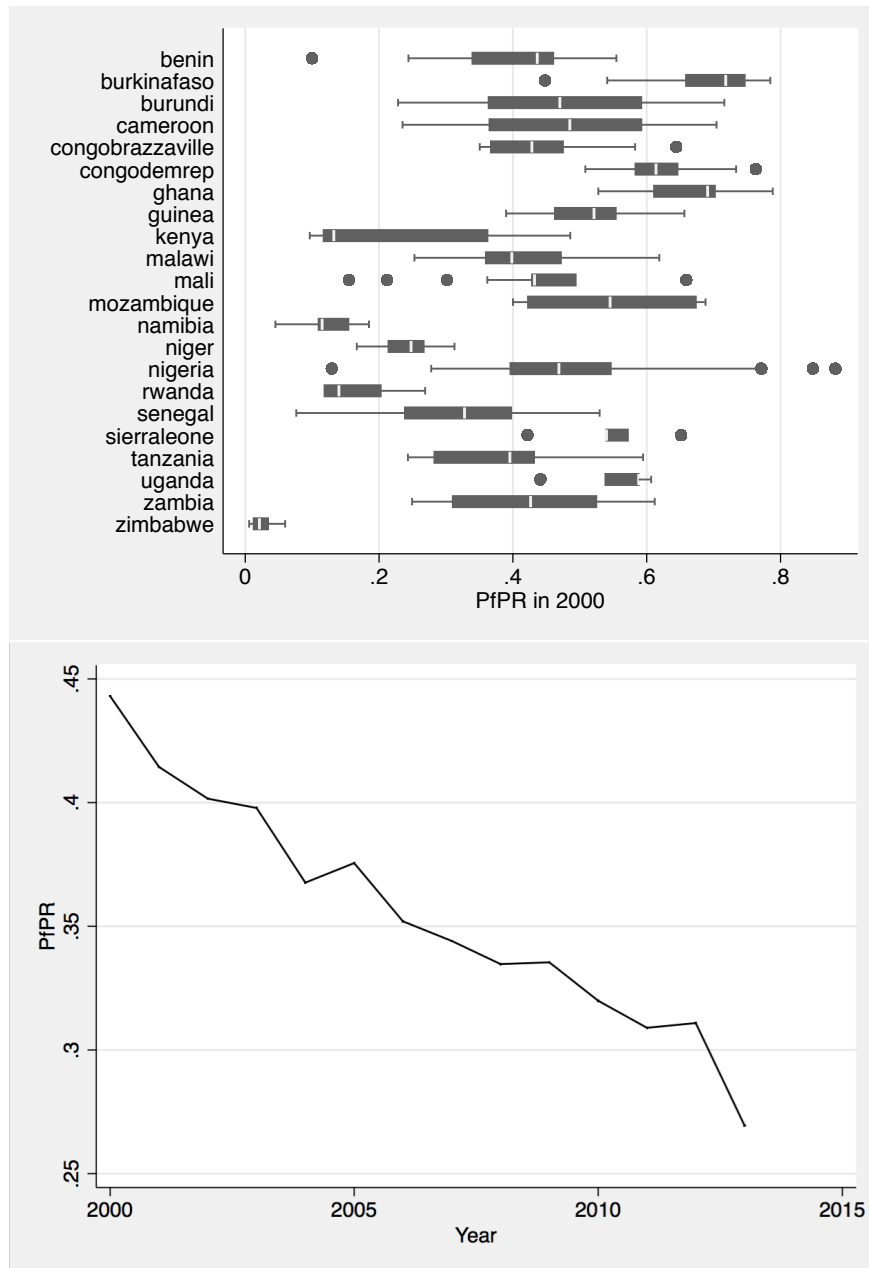 benin
burkinafaso
burundi
cameroon
congobrazzaville
congodemrep
ghana
guinea
kenya
malawi
mali
mozambique
namibia
niger
nigeria
rwanda
senegal
sierraleone
tanzania
uganda
zambia
zimbabwe
0 .2 .4 .6 .8
PfPR in 2000
.45
.4
.35
.3
.25
PfPR
2000 2005 2010 2015
Year